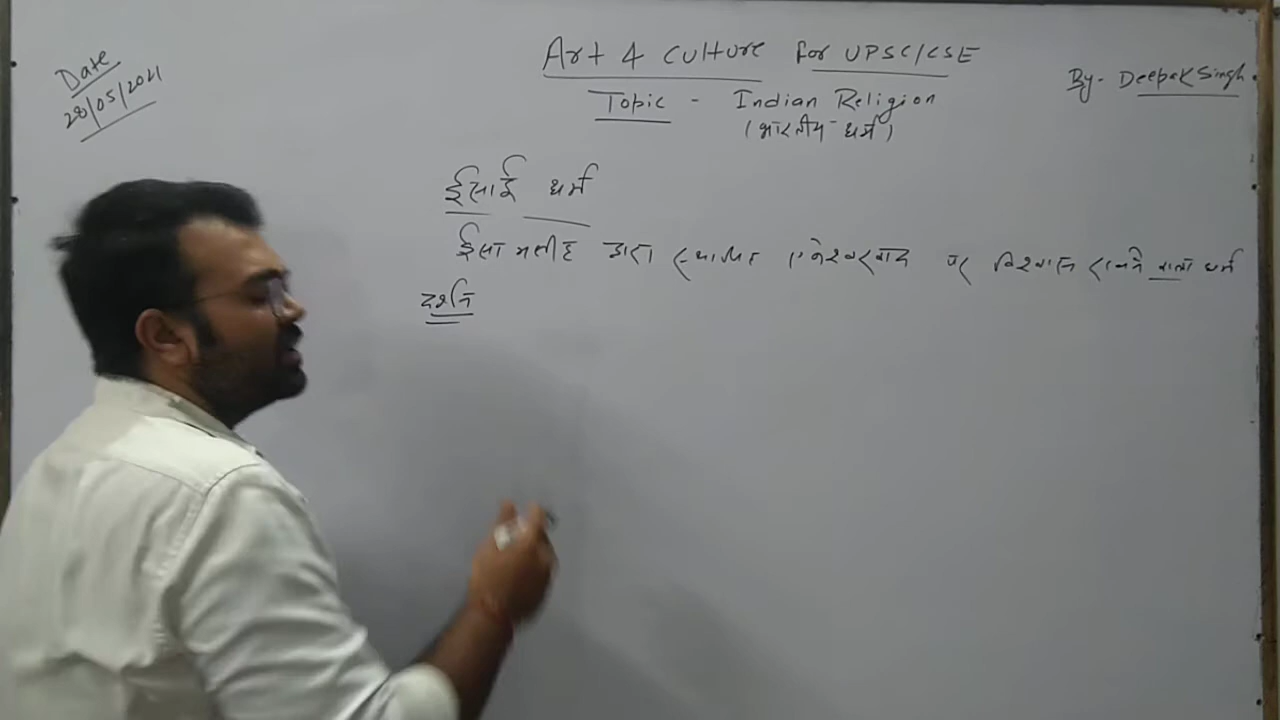 Date
28/05/2021
Art & Culture for UPSC/CSE
By- Deepak Singh
Topic - Indian Religion
(भारतीय धर्म)
ईसाई धर्म
ईसा मसीह द्वारा स्थापित एकेश्वरवाद पर विश्वास रखने वाला धर्म
दर्शन